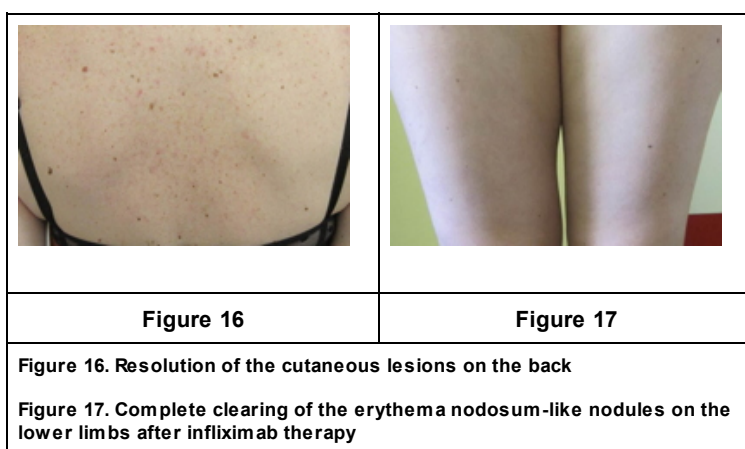 Figure 16
Figure 17
Figure 16. Resolution of the cutaneous lesions on the back
Figure 17. Complete clearing of the erythema nodosum-like nodules on the
lower limbs after infliximab therapy